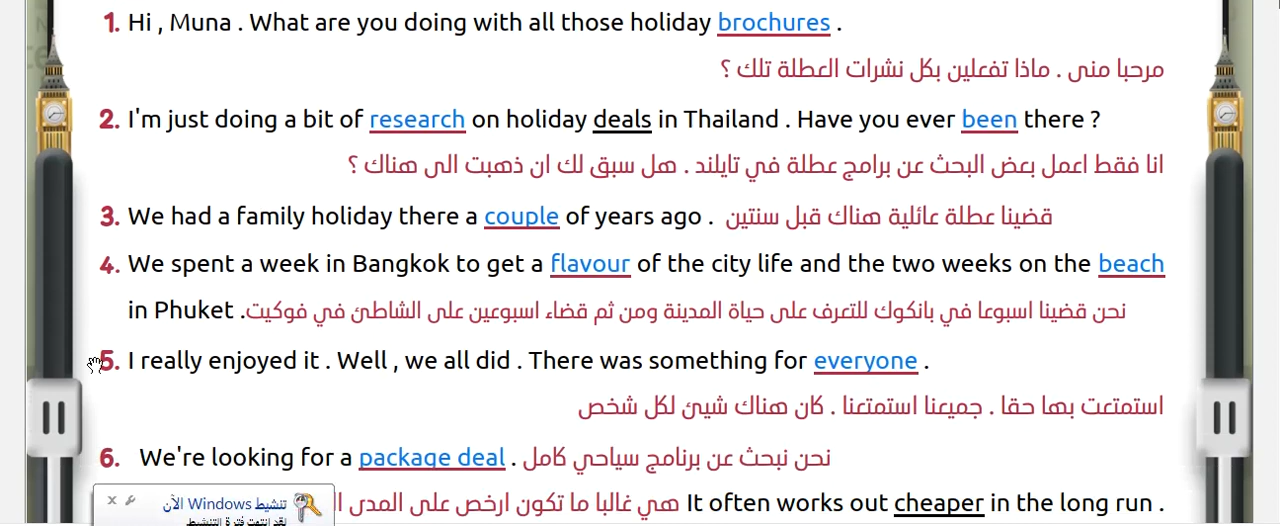 1. Hi , Muna . What are you doing with all those holiday brochures .
مرحبا منى . ماذا تفعلين بكل نشرات العطلة تلك ؟
2. I'm just doing a bit of research on holiday deals in Thailand . Have you ever been there ?
انا فقط اعمل بعض البحث عن برامج عطلة في تايلند . هل سبق لك ان ذهبت الى هناك ؟
3. We had a family holiday there a couple of years ago . قضينا عطلة عائلية هناك قبل سنتين
4. We spent a week in Bangkok to get a flavour of the city life and the two weeks on the beach
in Phuket . نحن قضينا اسبوعا في بانكوك للتعرف على حياة المدينة ومن ثم قضاء اسبوعين على الشاطئ في فوكيت
5. I really enjoyed it . Well , we all did . There was something for everyone .
استمتعت بها حقا . جميعنا استمتعنا . كان هناك شيئ لكل شخص
6. We're looking for a package deal . نحن نبحث عن برنامج سياحي كامل
هي غالبا ما تكون ارخص على المدى It often works out cheaper in the long run .
تنشيط Windows الآن
لقد انتهت فترة التنشيط